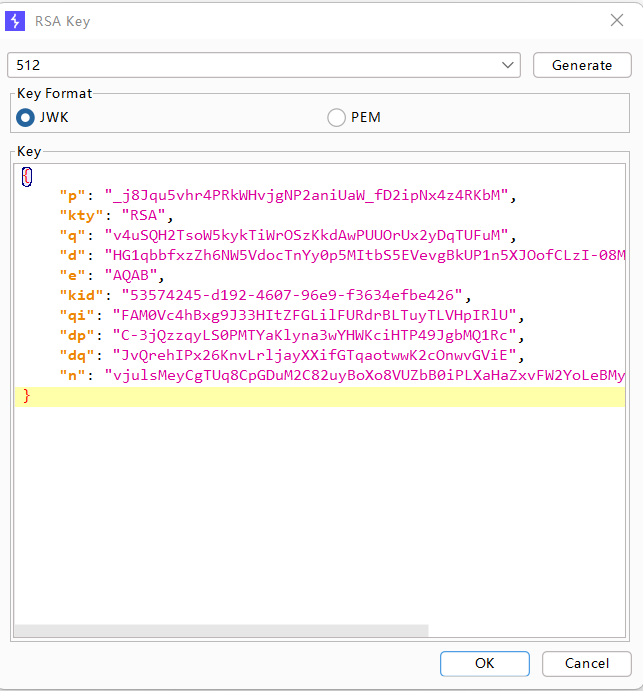 RSA Key
512
Generate
Key Format
JWK
PEM
Key
{
"p": "_j8Jqu5vhr4PRkWHvjgNP2aniUaW_fD2ipNx4z4RKbM",
"kty": "RSA",
"q": "v4uSQH2TsoW5kykTiWrOSzKkdAwPUUOrUx2yDqTUFuM",
"d": "HG1qbbfxzZh6NW5VdocTnYy0p5MItbS5EVevgBkUP1n5XJOofCLzI-08M
"e": "AQAB",
"kid": "53574245-d192-4607-96e9-f3634efbe426",
"qi": "FAM0Vc4hBxg9J33HItZFGLilFURdrBLTuyTLVHpIRlU",
"dp": "C-3jQzzqyLS0PMTYaKlyna3wYHWKciHTP49JgbMQ1Rc",
"dq": "JvQrehIPx26KnvLrljayXXifGTqaotwwK2cOnwvGViE",
"n": "vjulsMeyCgTUq8CpGDuM2C82uyBoXo8VUZbB0iPLXaHaZxvFW2YoLeBMy
}
OK
Cancel